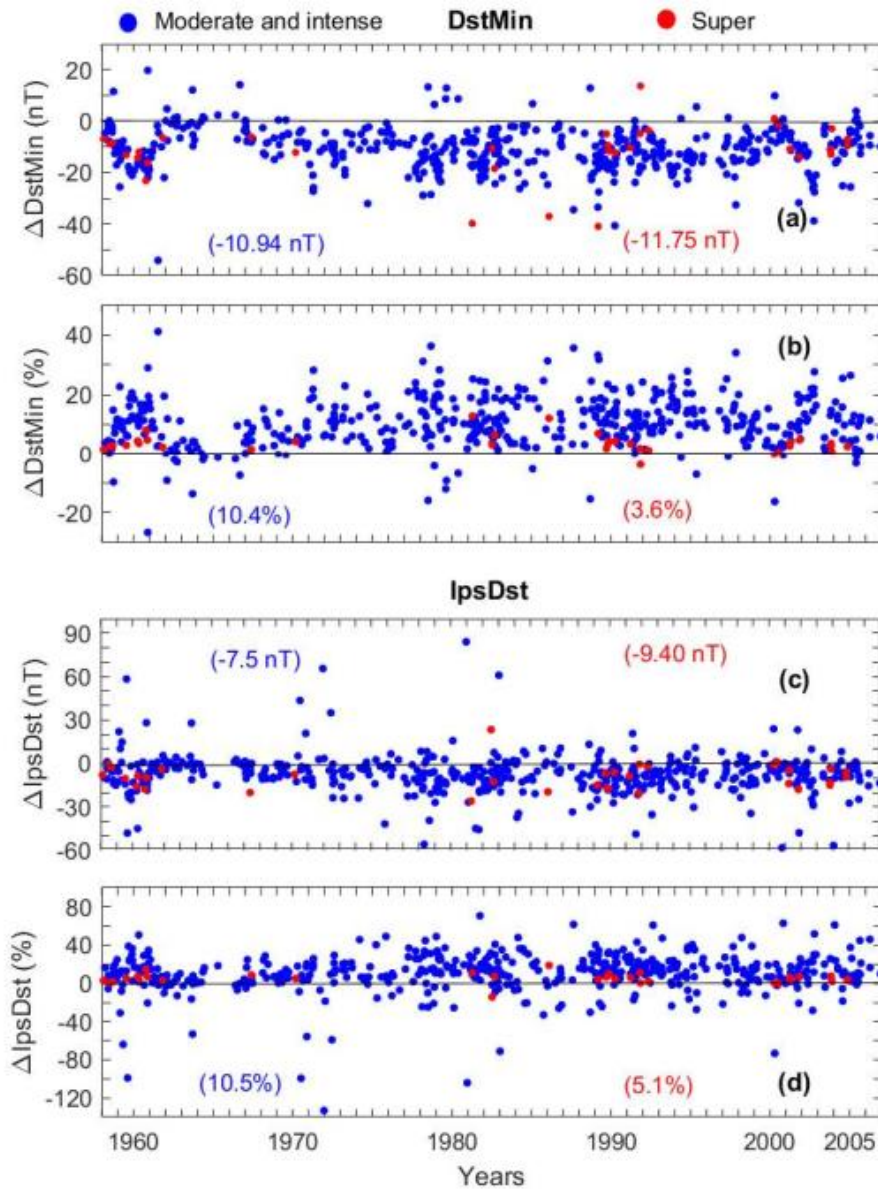 Moderate and intense DstMin Super
20
0
-20
-40
-60
ΔDstMin (nT)
(-10.94 nT) (-11.75 nT) (a)
40
20
0
-20
ΔDstMin (%)
(b)
(10.4%) (3.6%)
IpsDst
90
60
30
0
-30
-60
ΔIpsDst (nT)
(-7.5 nT) (-9.40 nT) (c)
80
40
0
-40
-80
-120
ΔIpsDst (%)
(10.5%) (5.1%) (d)
1960 1970 1980 1990 2000 2005
Years